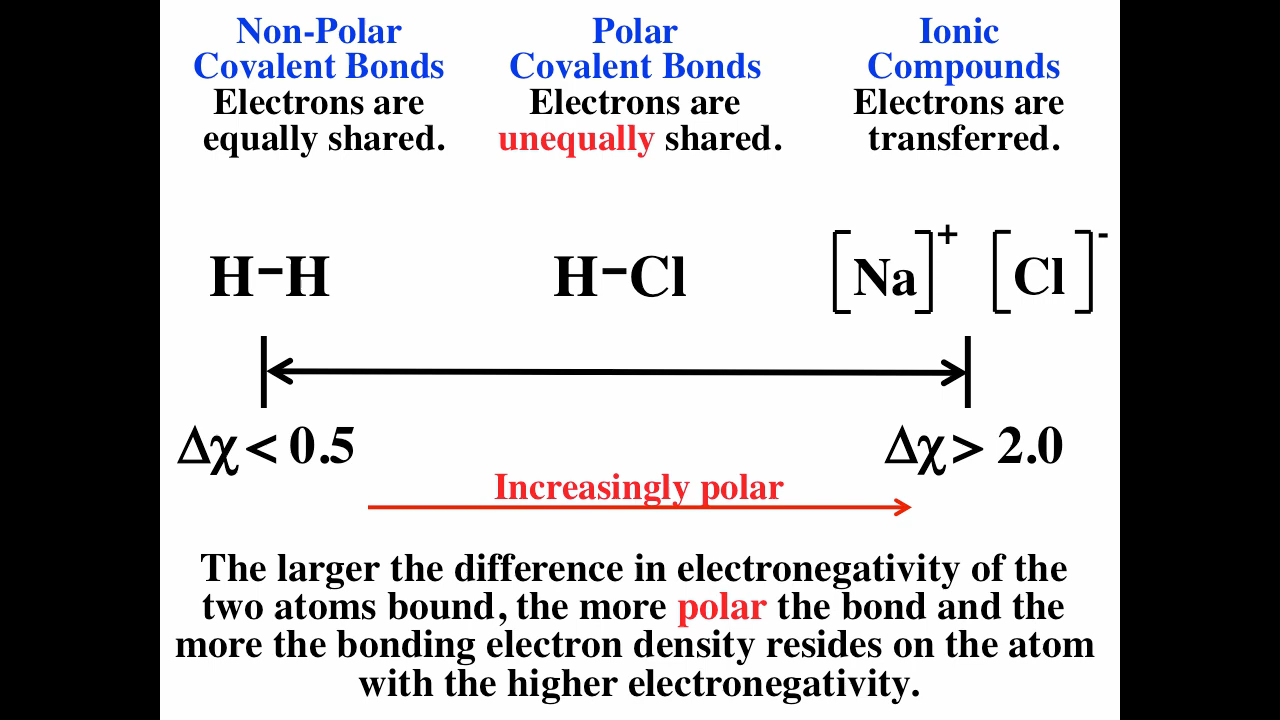 Non-Polar
Covalent Bonds
Electrons are
equally shared.
Polar
Covalent Bonds
Electrons are
unequally shared.
Ionic
Compounds
Electrons are
transferred.
H–H
H–Cl
[Na]⁺ [Cl]⁻
Δχ < 0.5
Δχ > 2.0
Increasingly polar
The larger the difference in electronegativity of the
two atoms bound, the more polar the bond and the
more the bonding electron density resides on the atom
with the higher electronegativity.